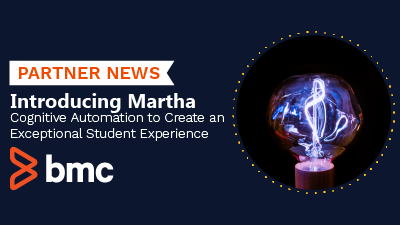 PARTNER NEWS
Introducing Martha
Cognitive Automation to Create an
Exceptional Student Experience
bmc